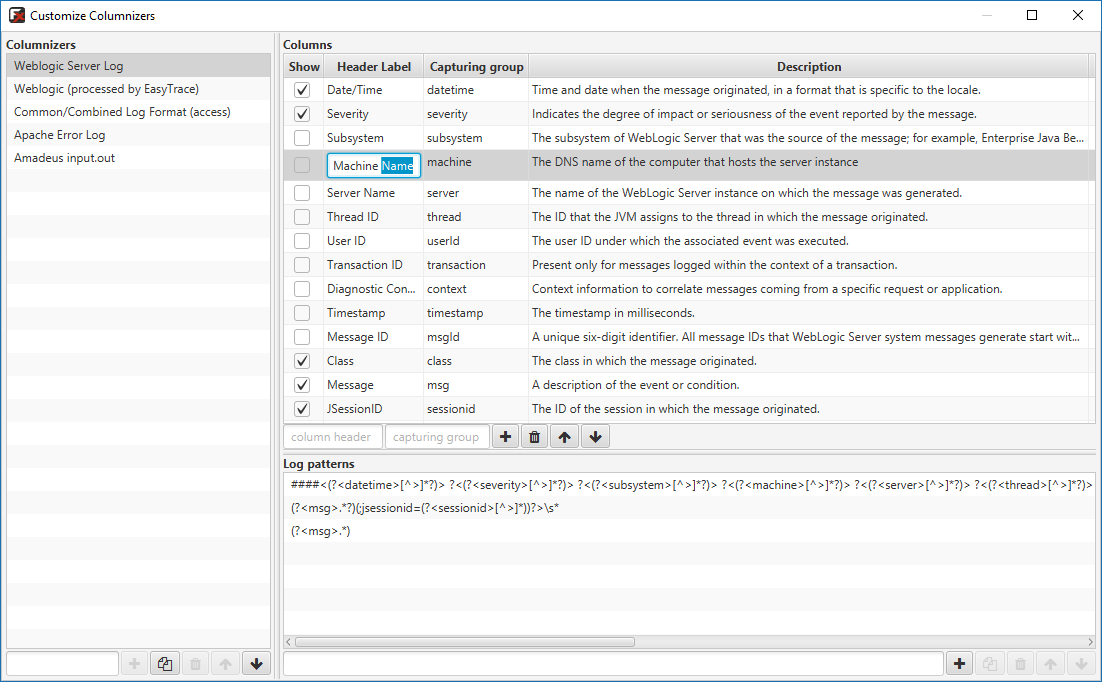 Customize Columnizers
Columnizers
Weblogic Server Log
Weblogic (processed by EasyTrace)
Common/Combined Log Format (access)
Apache Error Log
Amadeus input.out
Columns
Show Header Label Capturing group Description
Date/Time datetime Time and date when the message originated, in a format that is specific to the locale.
Severity severity Indicates the degree of impact or seriousness of the event reported by the message.
Subsystem subsystem The subsystem of WebLogic Server that was the source of the message; for example, Enterprise Java Be...
Machine Name machine The DNS name of the computer that hosts the server instance
Server Name server The name of the WebLogic Server instance on which the message was generated.
Thread ID thread The ID that the JVM assigns to the thread in which the message originated.
User ID userId The user ID under which the associated event was executed.
Transaction ID transaction Present only for messages logged within the context of a transaction.
Diagnostic Con... context Context information to correlate messages coming from a specific request or application.
Timestamp timestamp The timestamp in milliseconds.
Message ID msgId A unique six-digit identifier. All message IDs that WebLogic Server system messages generate start wit...
Class class The class in which the message originated.
Message msg A description of the event or condition.
JSessionID sessionid The ID of the session in which the message originated.
column header capturing group
Log patterns
####<(?<datetime>[^>]*?)> ?<(?<severity>[^>]*?)> ?<(?<subsystem>[^>]*?)> ?<(?<machine>[^>]*?)> ?<(?<server>[^>]*?)> ?<(?<thread>[^>]*?)>
(?<msg>.*?)(;jsessionid=(?<sessionid>[^>]*))?>\s*
(?<msg>.*)